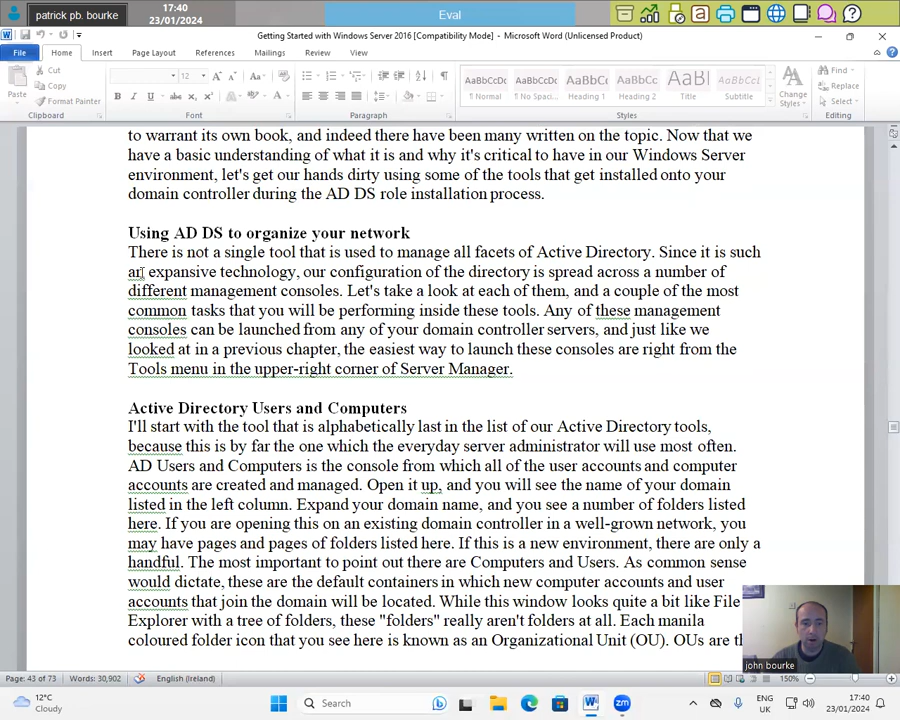 patrick pb. bourke
17:40
23/01/2024
Eval
Getting Started with Windows Server 2016 [Compatibility Mode] - Microsoft Word (Unlicensed Product)
File
Home
Insert
Page Layout
References
Mailings
Review
View
Paste
Cut
Copy
Format Painter
Clipboard
12
Font
Paragraph
AaBbCcDc AaBbCcDc AaBbCc AaBbCc AaBl AaBbCcDc
¶ Normal ¶ No Spaci... Heading 1 Heading 2 Title Subtitle
Change Styles
Styles
Find
Replace
Select
Editing
to warrant its own book, and indeed there have been many written on the topic. Now that we
have a basic understanding of what it is and why it's critical to have in our Windows Server
environment, let's get our hands dirty using some of the tools that get installed onto your
domain controller during the AD DS role installation process.
Using AD DS to organize your network
There is not a single tool that is used to manage all facets of Active Directory. Since it is such
an expansive technology, our configuration of the directory is spread across a number of
different management consoles. Let's take a look at each of them, and a couple of the most
common tasks that you will be performing inside these tools. Any of these management
consoles can be launched from any of your domain controller servers, and just like we
looked at in a previous chapter, the easiest way to launch these consoles are right from the
Tools menu in the upper-right corner of Server Manager.
Active Directory Users and Computers
I'll start with the tool that is alphabetically last in the list of our Active Directory tools,
because this is by far the one which the everyday server administrator will use most often.
AD Users and Computers is the console from which all of the user accounts and computer
accounts are created and managed. Open it up, and you will see the name of your domain
listed in the left column. Expand your domain name, and you see a number of folders listed
here. If you are opening this on an existing domain controller in a well-grown network, you
may have pages and pages of folders listed here. If this is a new environment, there are only a
handful. The most important to point out there are Computers and Users. As common sense
would dictate, these are the default containers in which new computer accounts and user
accounts that join the domain will be located. While this window looks quite a bit like File
Explorer with a tree of folders, these "folders" really aren't folders at all. Each manila
coloured folder icon that you see here is known as an Organizational Unit (OU). OUs are th
john bourke
Page: 43 of 73
Words: 30,902
English (Ireland)
150%
12°C
Cloudy
Search
ENG
UK
17:40
23/01/2024